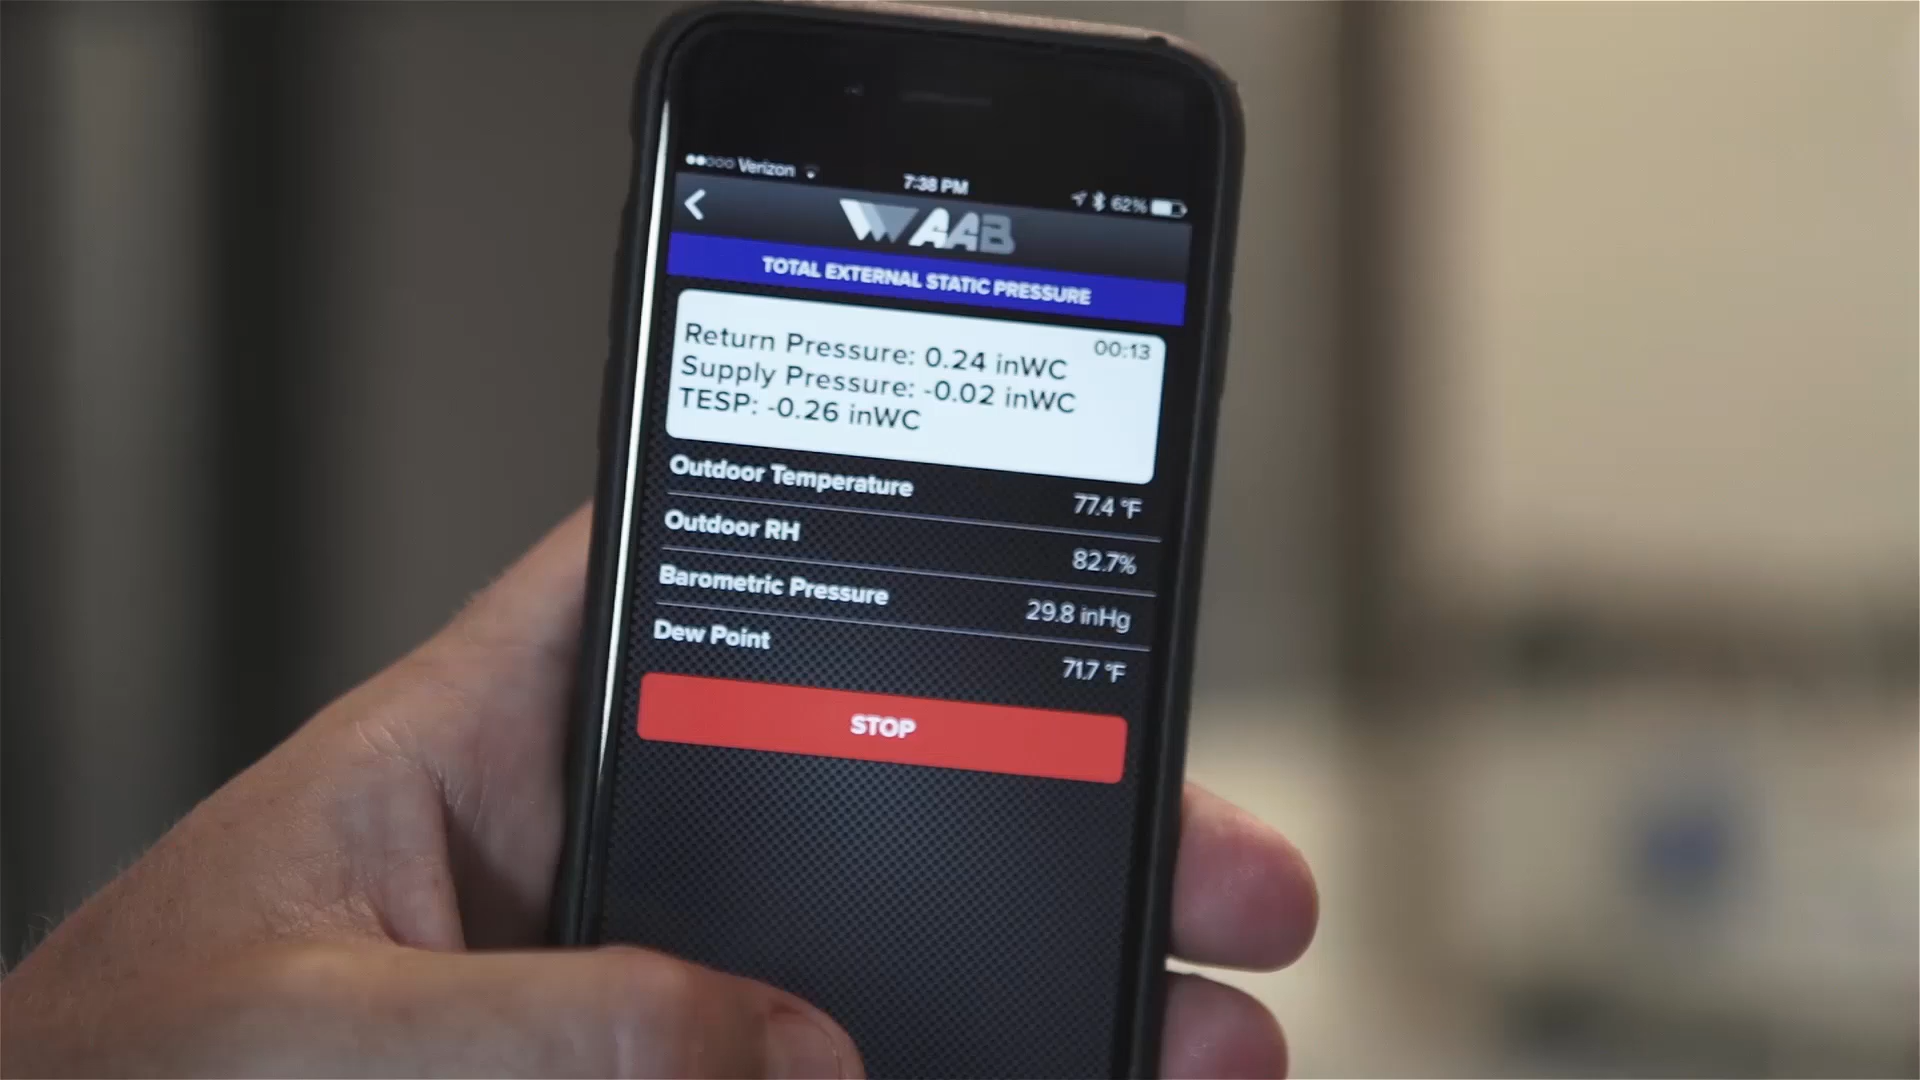 Verizon
7:38 PM
62%
WAAB
TOTAL EXTERNAL STATIC PRESSURE
00:13
Return Pressure: 0.24 inWC
Supply Pressure: -0.02 inWC
TESP: -0.26 inWC
Outdoor Temperature
77.4 °F
Outdoor RH
82.7%
Barometric Pressure
29.8 inHg
Dew Point
71.7 °F
STOP